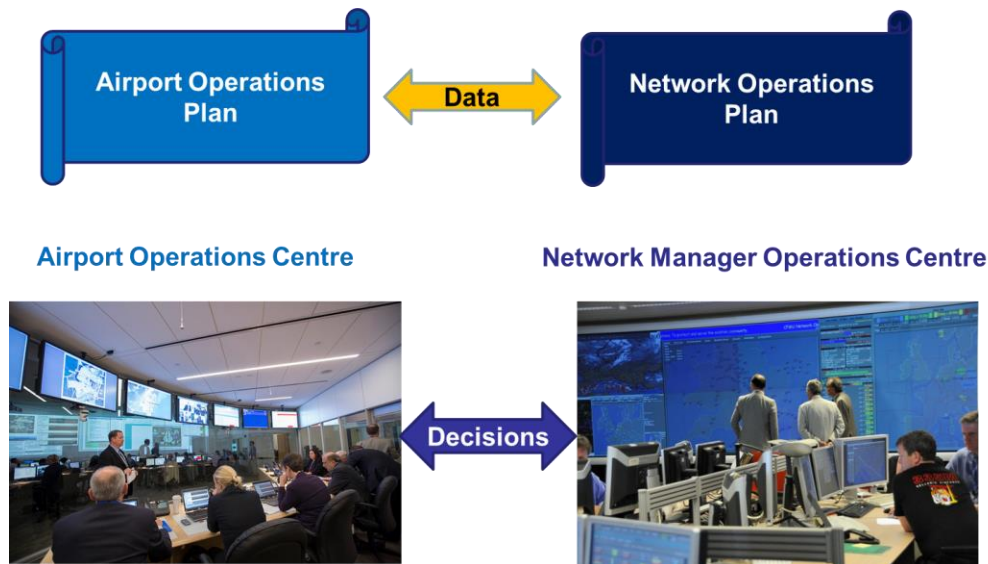 Airport Operations
Plan
Data
Network Operations
Plan
Airport Operations Centre
Network Manager Operations Centre
Decisions